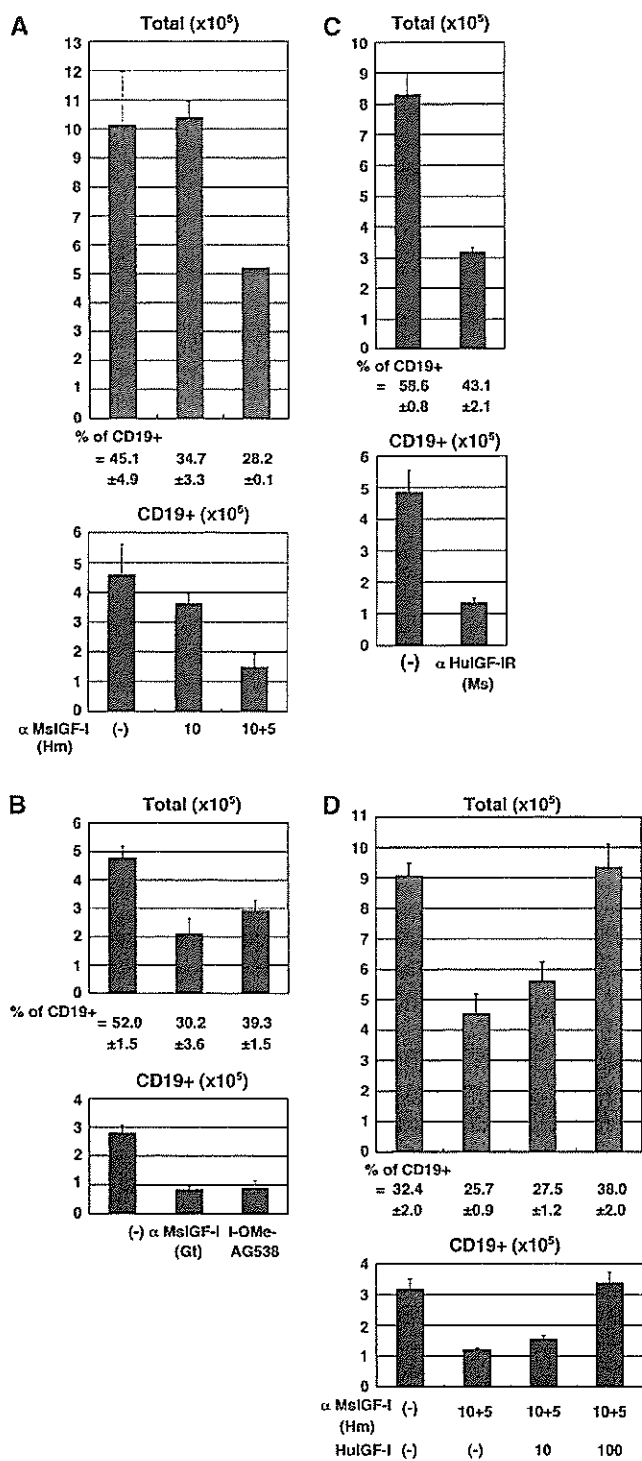 A
Total (x10⁵)
13
12
11
10
9
8
7
6
5
4
3
2
1
0
% of CD19+
= 45.1 34.7 28.2
±4.9 ±3.3 ±0.1
CD19+ (x10⁵)
6
5
4
3
2
1
0
α MsIGF-I (-) 10 10+5
(Hm)
C
Total (x10⁵)
10
9
8
7
6
5
4
3
2
1
0
% of CD19+
= 58.6 43.1
±0.8 ±2.1
CD19+ (x10⁵)
6
5
4
3
2
1
0
(-) α HuIGF-IR
(Ms)
B
Total (x10⁵)
6
5
4
3
2
1
0
% of CD19+
= 52.0 30.2 39.3
±1.5 ±3.6 ±1.5
CD19+ (x10⁵)
4
3
2
1
0
(-) α MsIGF-I I-OMe-
(Gt) AG538
D
Total (x10⁵)
11
10
9
8
7
6
5
4
3
2
1
0
% of CD19+
= 32.4 25.7 27.5 38.0
±2.0 ±0.9 ±1.2 ±2.0
CD19+ (x10⁵)
4
3
2
1
0
α MsIGF-I (-) 10+5 10+5 10+5
(Hm)
HuIGF-I (-) (-) 10 100